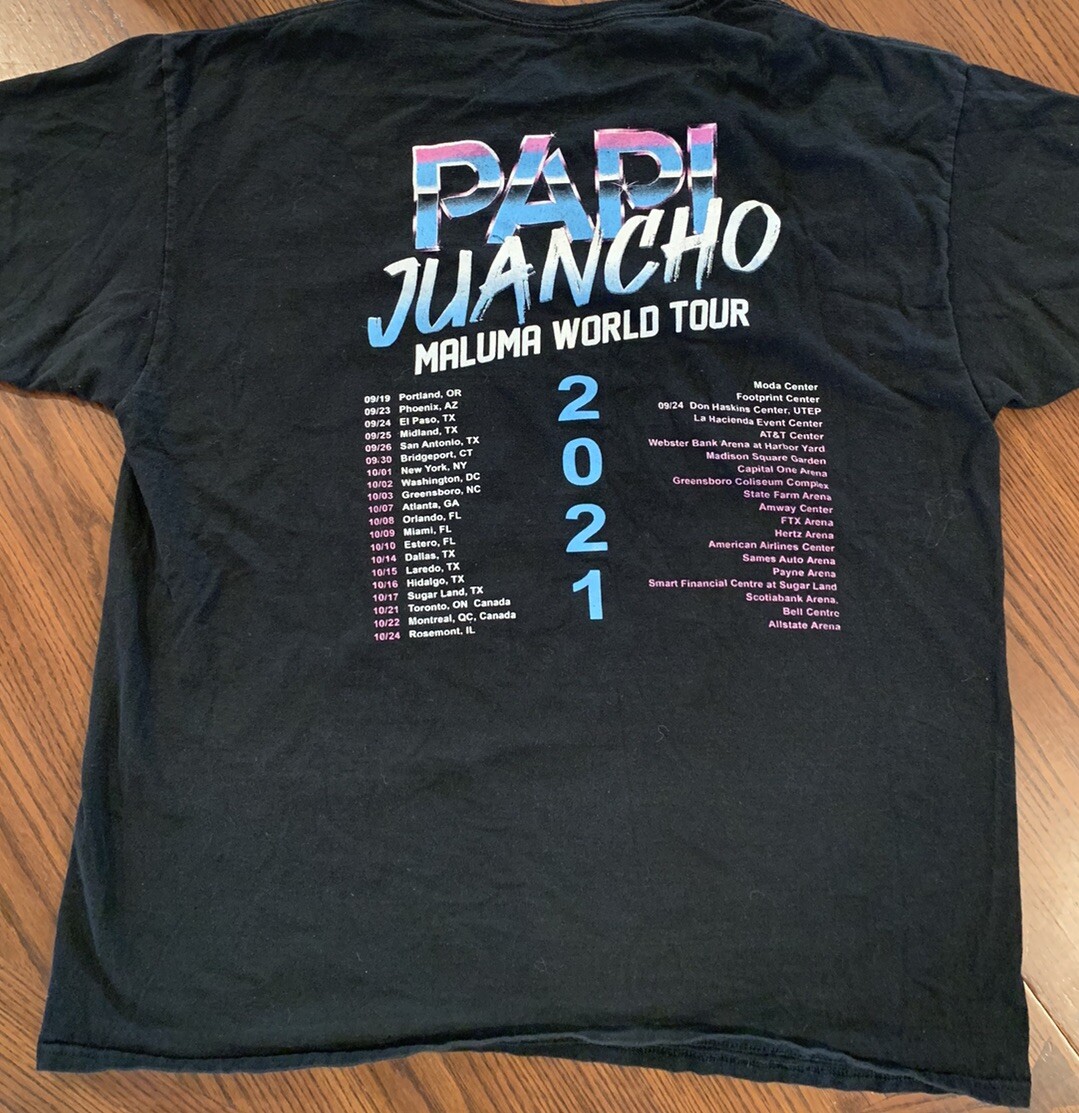 PAPI
JUANCHO
MALUMA WORLD TOUR
2
0
2
1
09/19 Portland, OR
09/23 Phoenix, AZ
09/24 El Paso, TX
09/25 Midland, TX
09/26 San Antonio, TX
09.30 Bridgeport, CT
10/01 New York, NY
10/02 Washington, DC
10/03 Greensboro, NC
10/07 Atlanta, GA
10/08 Orlando, FL
10/09 Miami, FL
10/10 Estero, FL
10/14 Dallas, TX
10/15 Laredo, TX
10/16 Hidalgo, TX
10/17 Sugar Land, TX
10/21 Toronto, ON Canada
10/22 Montreal, QC, Canada
10/24 Rosemont, IL
Moda Center
Footprint Center
09/24 Don Haskins Center, UTEP
La Hacienda Event Center
AT&T Center
Webster Bank Arena at Harbor Yard
Madison Square Garden
Capital One Arena
Greensboro Coliseum Complex
State Farm Arena
Amway Center
FTX Arena
Hertz Arena
American Airlines Center
Sames Auto Arena
Payne Arena
Smart Financial Centre at Sugar Land
Scotiabank Arena.
Bell Centre
Allstate Arena